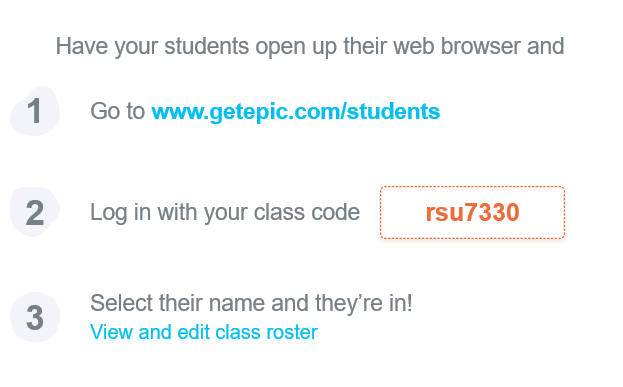 Have your students open up their web browser and
1 Go to www.getepic.com/students
2 Log in with your class code rsu7330
3 Select their name and they’re in!
View and edit class roster